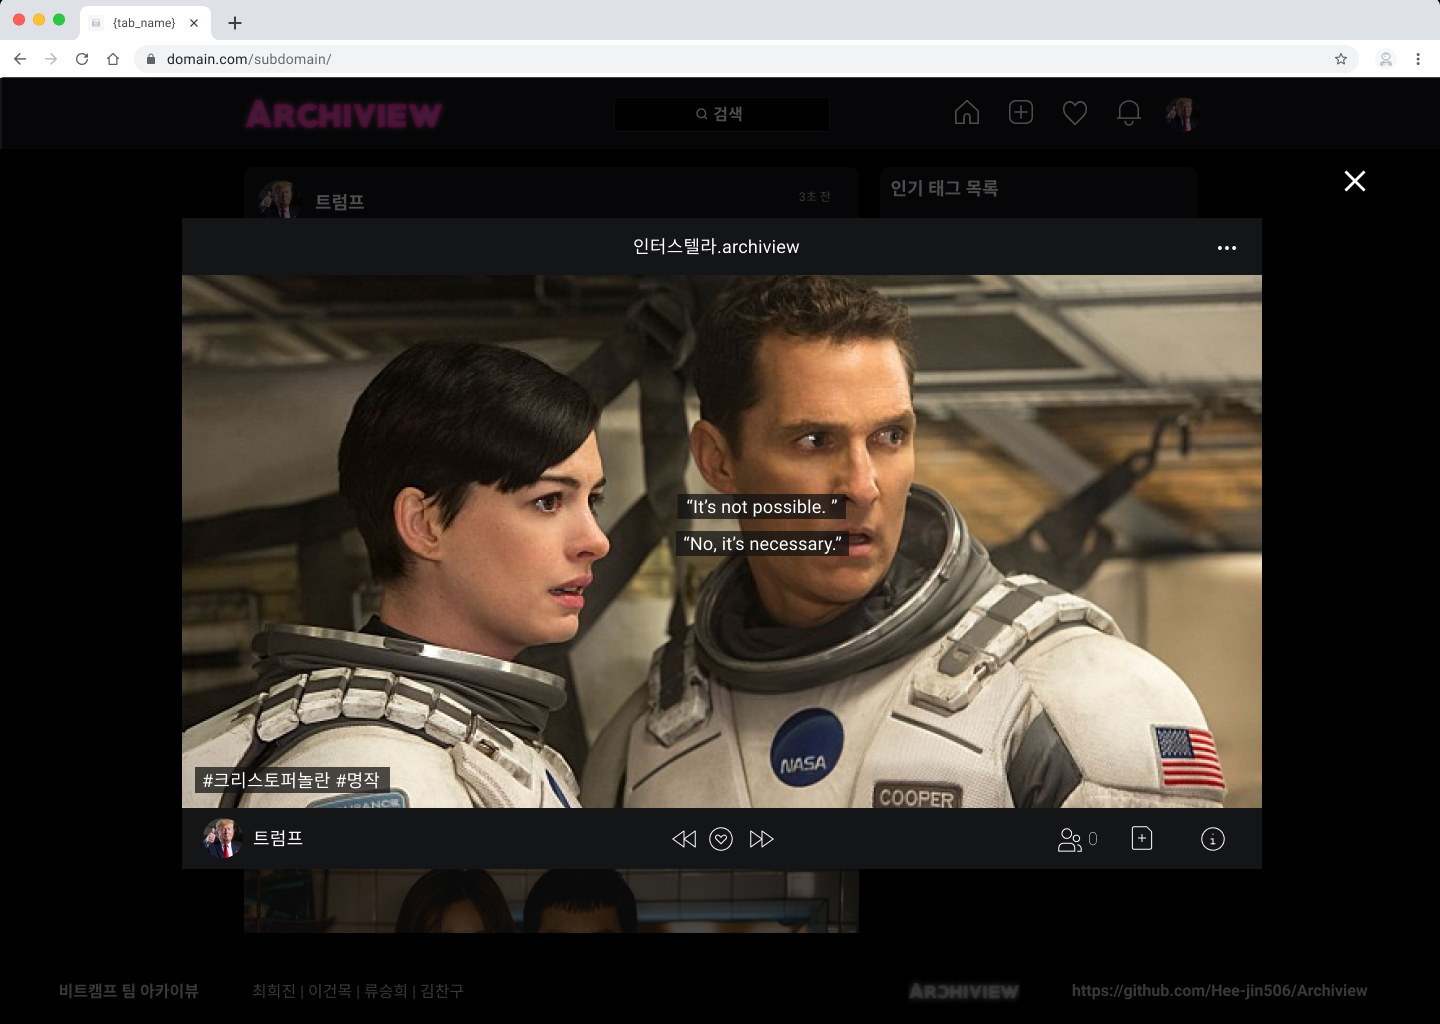 {tab_name}
domain.com/subdomain/
ARCHIVIEW
검색
트럼프
3초 전
인기 태그 목록
인터스텔라.archiview
“It’s not possible. ”
“No, it’s necessary.”
NASA
COOPER
#크리스토퍼놀란 #명작
트럼프
0
비트캠프 팀 아카이뷰
최희진 | 이건목 | 류승희 | 김찬구
ARCHIVIEW
https://github.com/Hee-jin506/Archiview